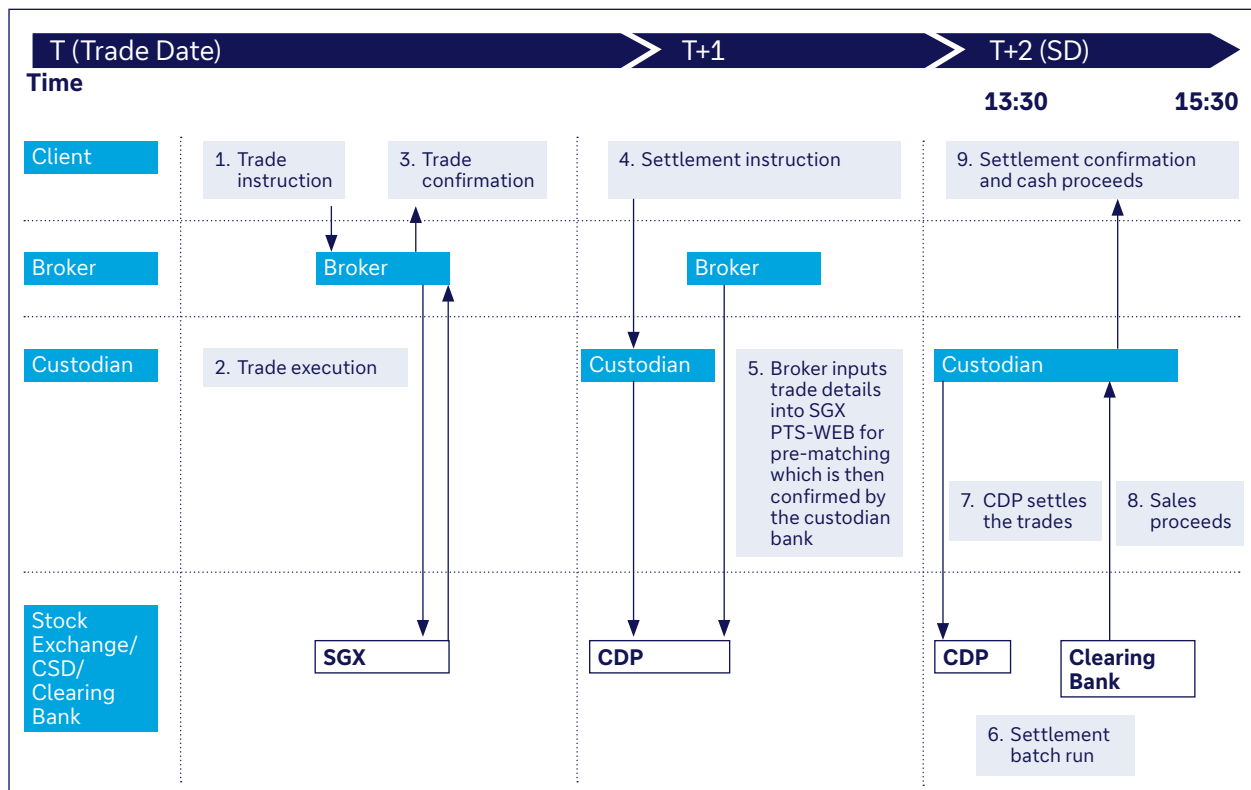 T (Trade Date)
T+1
T+2 (SD)
Time
13:30
15:30
Client
1. Trade
instruction
3. Trade
confirmation
4. Settlement instruction
9. Settlement confirmation
and cash proceeds
Broker
Broker
Broker
Custodian
2. Trade execution
Custodian
5. Broker inputs
trade details
into SGX
PTS-WEB for
pre-matching
which is then
confirmed by
the custodian
bank
Custodian
7. CDP settles
the trades
8. Sales
proceeds
Stock
Exchange/
CSD/
Clearing
Bank
SGX
CDP
CDP
Clearing
Bank
6. Settlement
batch run